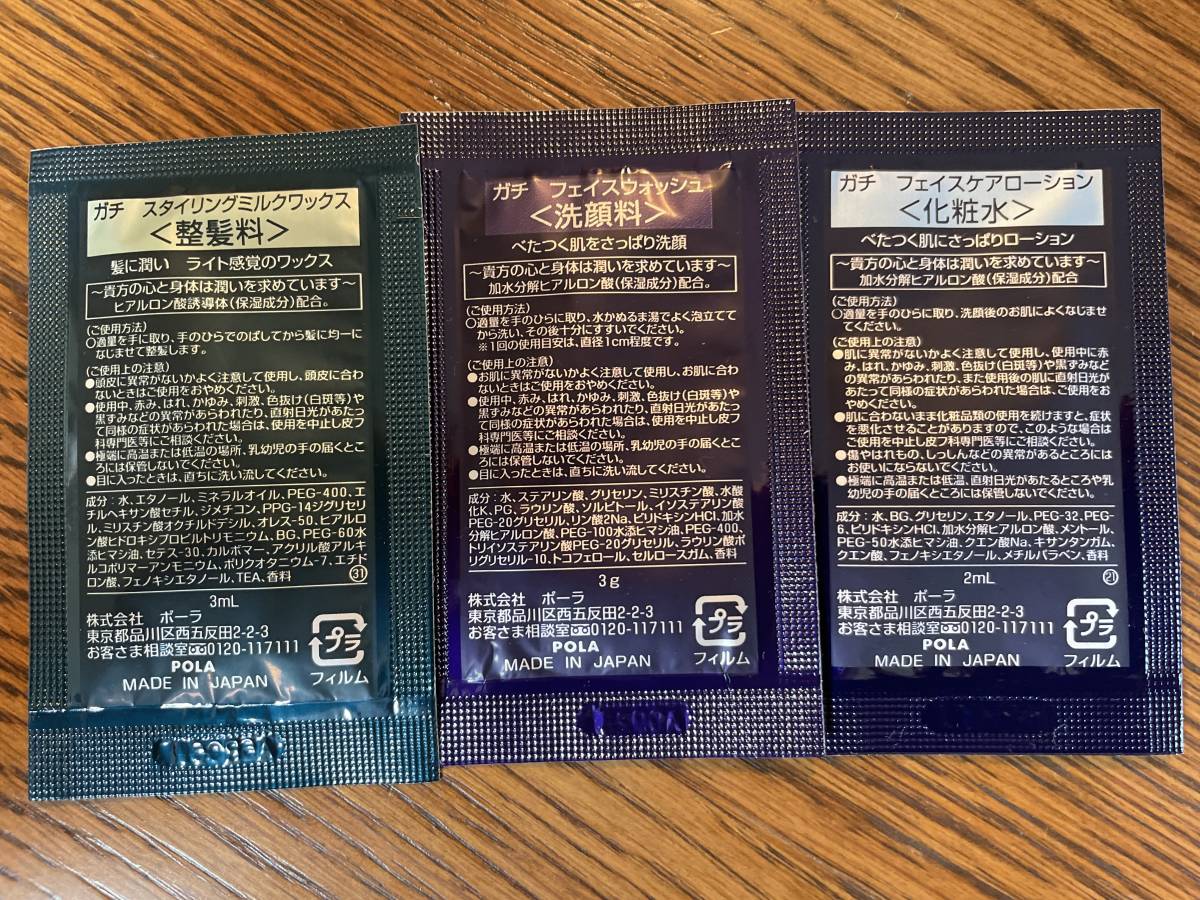 ガチ スタイリングミルクワックス
＜整髪料＞
髪に潤い ライト感覚のワックス
～貴方の心と身体は潤いを求めています～
ヒアルロン酸誘導体(保湿成分)配合。
(ご使用方法)
○適量を手に取り、手のひらでのばしてから髪に均一に
なじませて整髪します。
(ご使用上の注意)
●頭皮に異常がないかよく注意して使用し、頭皮に合わ
ないときはご使用をおやめください。
●使用中、赤み、はれ、かゆみ、刺激、色抜け(白斑等)や
黒ずみなどの異常があらわれたり、直射日光があたっ
て同様の症状があらわれた場合は、使用を中止し皮フ
科専門医等にご相談ください。
●極端に高温または低温の場所、乳幼児の手の届くとこ
ろには保管しないでください。
●目に入ったときは、直ちに洗い流してください。
成分：水、エタノール、ミネラルオイル、PEG-400、エ
チルヘキサン酸セチル、ジメチコン、PPG-14ジグリセリ
ル、ミリスチン酸オクチルドデシル、オレス-50、ヒアルロ
ン酸ヒドロキシプロピルトリモニウム、BG、PEG-60水
添ヒマシ油、セテス-30、カルボマー、アクリル酸アルキ
ルコポリマーアンモニウム、ポリクオタニウム-7、エチド
ロン酸、フェノキシエタノール、TEA、香料 ㉛
3mL
株式会社 ポーラ
東京都品川区西五反田2-2-3
お客さま相談室0120-117111
POLA
MADE IN JAPAN
プラ
フィルム
ガチ フェイスウォッシュ
＜洗顔料＞
べたつく肌をさっぱり洗顔
～貴方の心と身体は潤いを求めています～
加水分解ヒアルロン酸(保湿成分)配合。
(ご使用方法)
○適量を手のひらに取り、水かぬるま湯でよく泡立てて
から洗い、その後十分にすすいでください。
※1回の使用目安は、直径1cm程度です。
(ご使用上の注意)
●お肌に異常がないかよく注意して使用し、お肌に合わ
ないときはご使用をおやめください。
●使用中、赤み、はれ、かゆみ、刺激、色抜け(白斑等)や
黒ずみなどの異常があらわれたり、直射日光があたっ
て同様の症状があらわれた場合は、使用を中止し皮フ
科専門医等にご相談ください。
●極端に高温または低温の場所、乳幼児の手の届くとこ
ろには保管しないでください。
●目に入ったときは、直ちに洗い流してください。
成分：水、ステアリン酸、グリセリン、ミリスチン酸、水酸
化K、PG、ラウリン酸、ソルビトール、イソステアリン酸
PEG-20グリセリル、リン酸2Na、ピリドキシンHCl、加水
分解ヒアルロン酸、PEG-100水添ヒマシ油、PEG-400、
トリイソステアリン酸PEG-20グリセリル、ラウリン酸ポ
リグリセリル-10、トコフェロール、セルロースガム、香料
3g
株式会社 ポーラ
東京都品川区西五反田2-2-3
お客さま相談室0120-117111
POLA
MADE IN JAPAN
プラ
フィルム
ガチ フェイスケアローション
＜化粧水＞
べたつく肌にさっぱりローション
～貴方の心と身体は潤いを求めています～
加水分解ヒアルロン酸(保湿成分)配合
(ご使用方法)
○適量を手のひらに取り、洗顔後のお肌によくなじませ
てください。
(ご使用上の注意)
●肌に異常がないかよく注意して使用し、使用中に赤
み、はれ、かゆみ、刺激、色抜け(白斑等)や黒ずみなど
の異常があらわれたり、また使用後の肌に直射日光が
あたって同様の異常があらわれた場合は、ご使用をお
やめください。
●肌に合わないまま化粧品類の使用を続けますと、症状
を悪化させることがありますので、このような場合は
ご使用を中止し皮フ科専門医等にご相談ください。
●傷やはれもの、しっしんなどの異常があるところには
お使いにならないでください。
●極端に高温または低温、直射日光があたるところや乳
幼児の手の届くところには保管しないでください。
成分：水、BG、グリセリン、エタノール、PEG-32、PEG-
6、ピリドキシンHCl、加水分解ヒアルロン酸、メントール、
PEG-50水添ヒマシ油、クエン酸Na、キサンタンガム、
クエン酸、フェノキシエタノール、メチルパラベン、香料
2mL ㉑
株式会社 ポーラ
東京都品川区西五反田2-2-3
お客さま相談室0120-117111
POLA
MADE IN JAPAN
プラ
フィルム